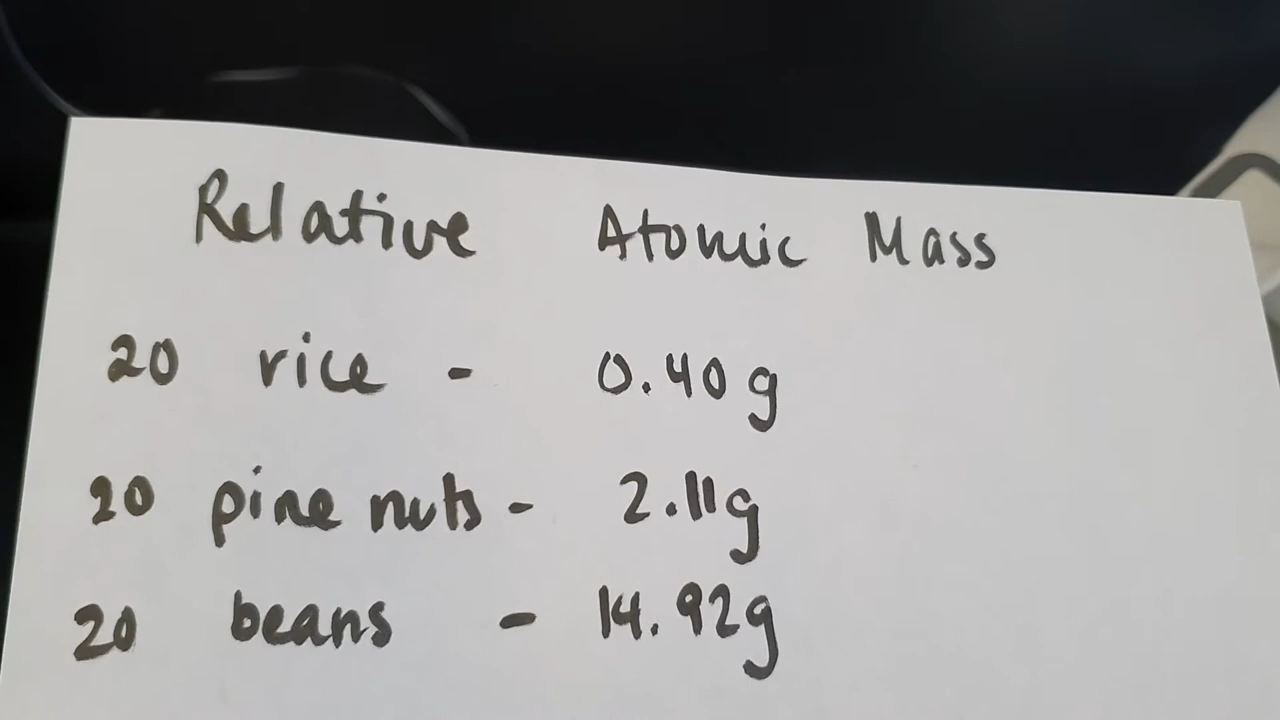 Relative Atomic Mass
20 rice - 0.40g
20 pine nuts - 2.11g
20 beans - 14.92g